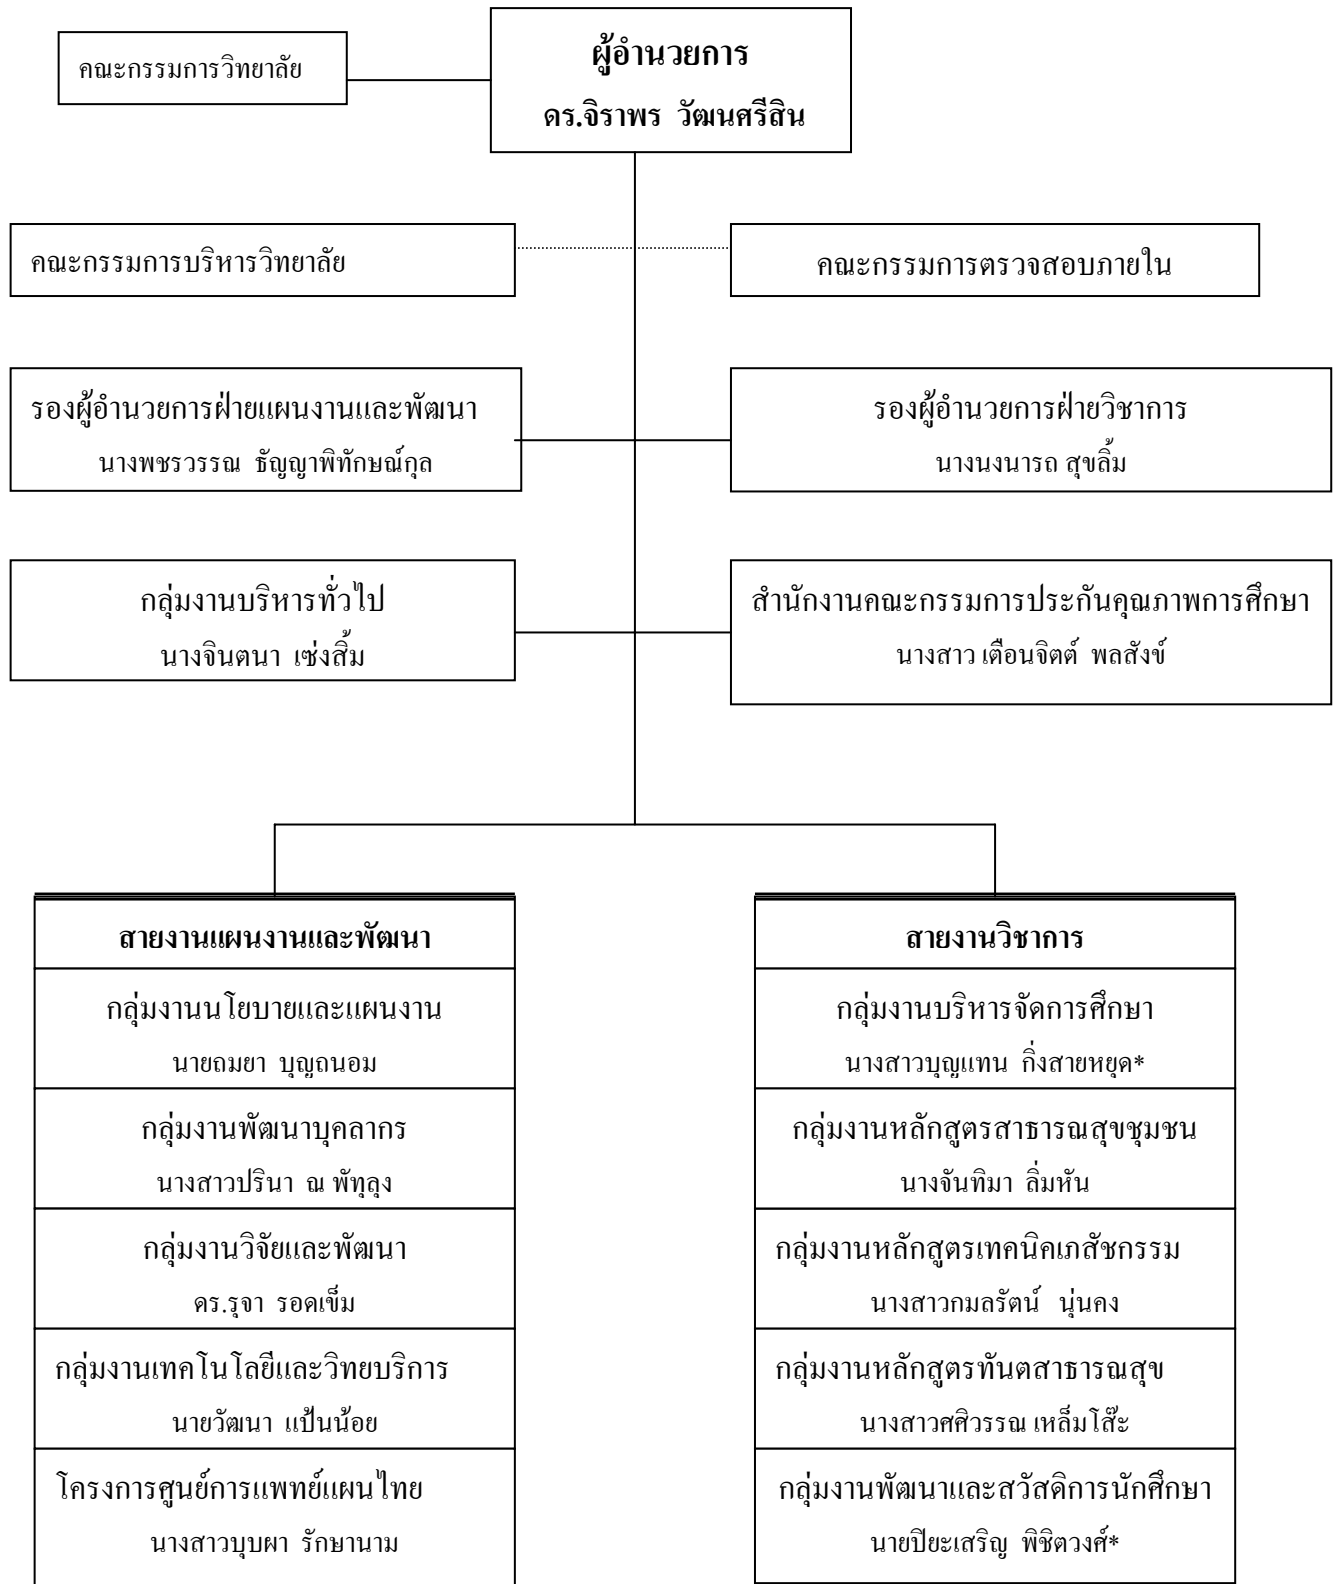 คณะกรรมการวิทยาลัย
ผู้อำนวยการ
ดร.จิราพร วัฒนศรีสิน
คณะกรรมการบริหารวิทยาลัย
คณะกรรมการตรวจสอบภายใน
รองผู้อำนวยการฝ่ายแผนงานและพัฒนา
นางพชรวรรณ ธัญญาพิทักษณ์กุล
รองผู้อำนวยการฝ่ายวิชาการ
นางนงนารถ สุขลิ้ม
กลุ่มงานบริหารทั่วไป
นางจินตนา เซ่งสิ้ม
สำนักงานคณะกรรมการประกันคุณภาพการศึกษา
นางสาว เตือนจิตต์ พลสังข์
สายงานแผนงานและพัฒนา
กลุ่มงานนโยบายและแผนงาน
นายถมยา บุญถนอม
กลุ่มงานพัฒนาบุคลากร
นางสาวปรินา ณ พัทุลุง
กลุ่มงานวิจัยและพัฒนา
ดร.รุจา รอดเข็ม
กลุ่มงานเทคโนโลยีและวิทยบริการ
นายวัฒนา แป้นน้อย
โครงการศูนย์การแพทย์แผนไทย
นางสาวบุบผา รักษานาม
สายงานวิชาการ
กลุ่มงานบริหารจัดการศึกษา
นางสาวบุญแทน กิ่งสายหยุด*
กลุ่มงานหลักสูตรสาธารณสุขชุมชน
นางจันทิมา ลิ่มหัน
กลุ่มงานหลักสูตรเทคนิคเภสัชกรรม
นางสาวกมลรัตน์ นุ่นคง
กลุ่มงานหลักสูตรทันตสาธารณสุข
นางสาวศศิวรรณ เหล็มโส๊ะ
กลุ่มงานพัฒนาและสวัสดิการนักศึกษา
นายปิยะเสริญ พิชิตวงศ์*